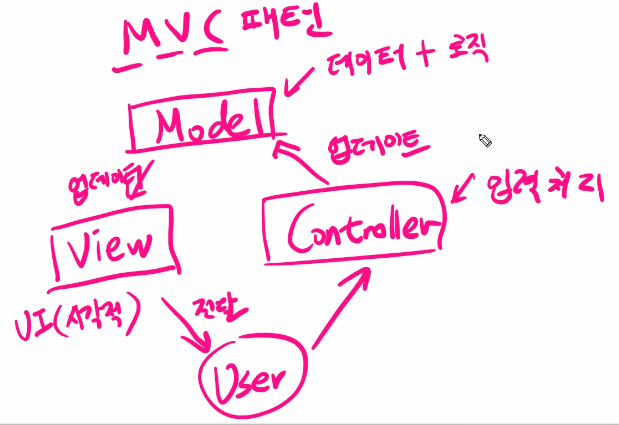 MVC 패턴
데이터 + 로직
Model
업데이트
업데이트
입력 처리
View
Controller
UI(시각적)
전달
User